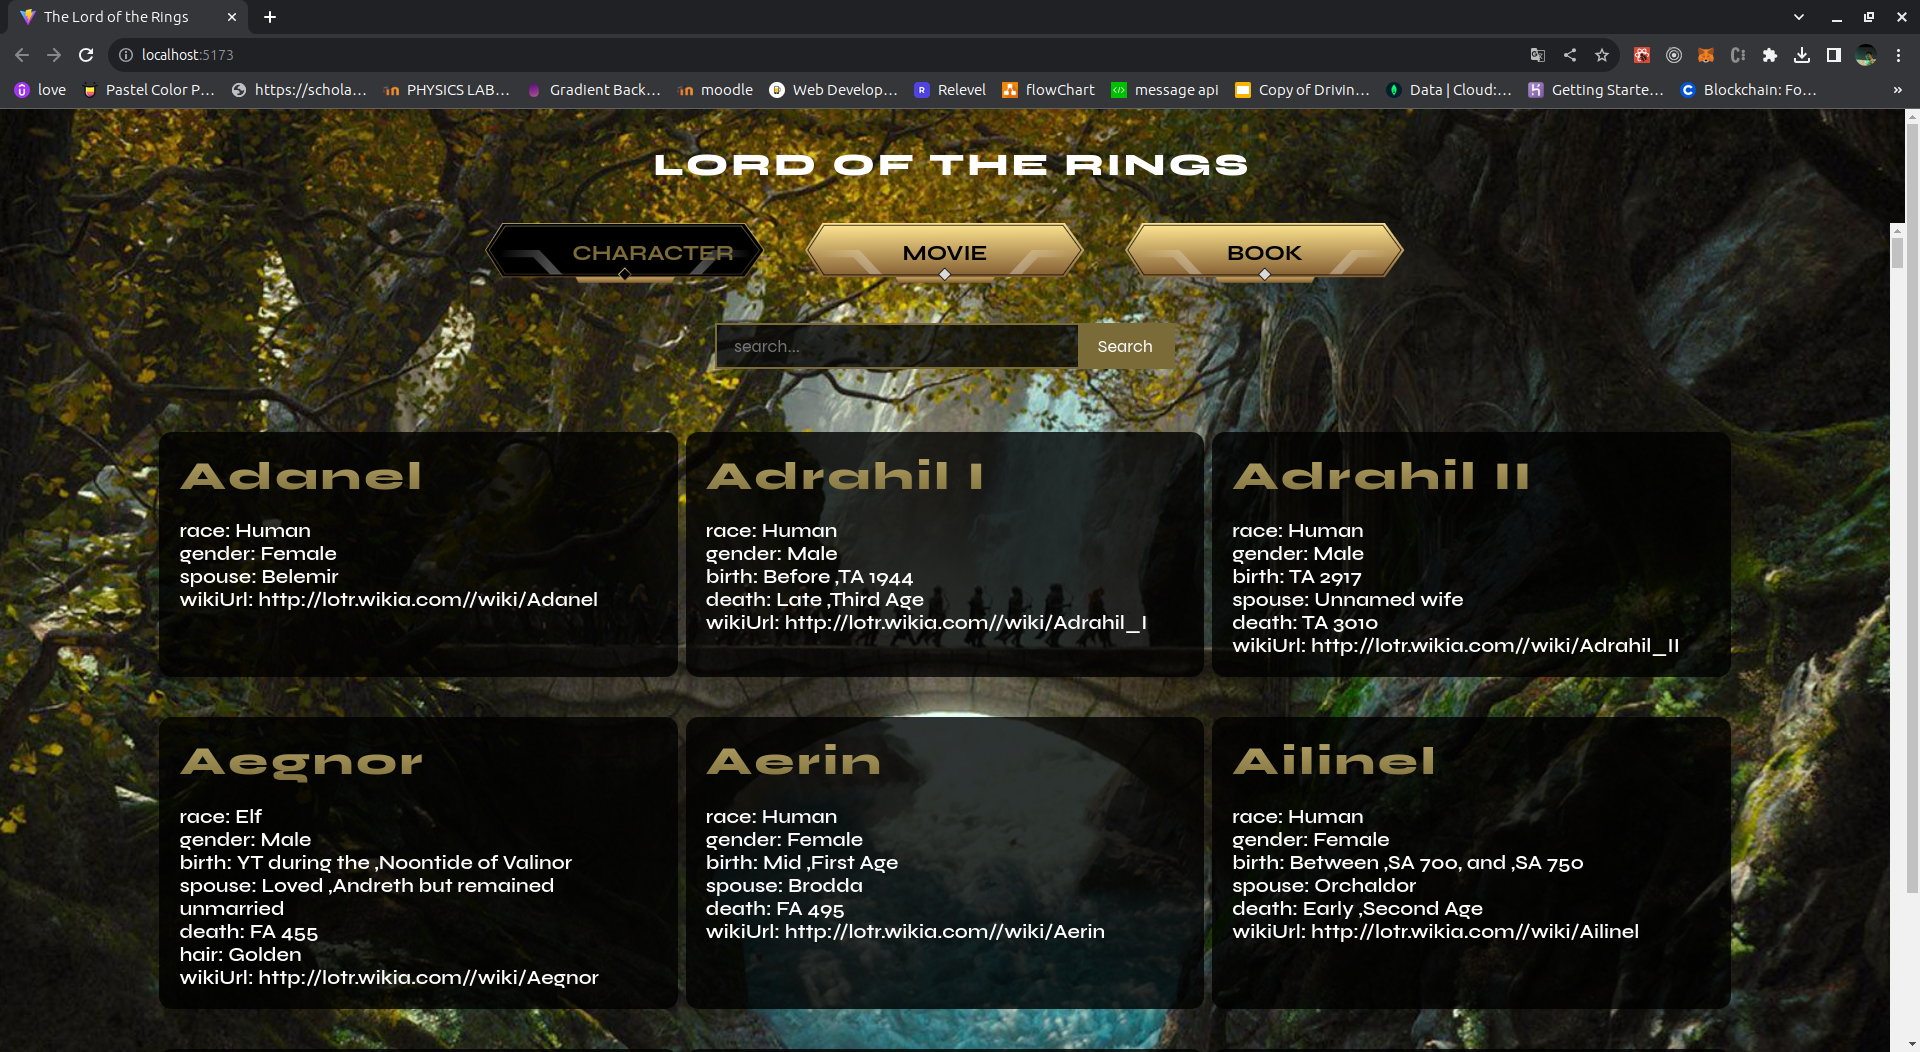 The Lord of the Rings
localhost:5173
love
Pastel Color P...
https://schola...
PHYSICS LAB...
Gradient Back...
moodle
Web Develop...
Relevel
flowChart
message api
Copy of Drivin...
Data | Cloud:...
Getting Starte...
Blockchain: Fo...
»
LORD OF THE RINGS
CHARACTER
MOVIE
BOOK
search...
Search
Adanel
race: Human
gender: Female
spouse: Belemir
wikiUrl: http://lotr.wikia.com//wiki/Adanel
Adrahil I
race: Human
gender: Male
birth: Before ,TA 1944
death: Late ,Third Age
wikiUrl: http://lotr.wikia.com//wiki/Adrahil_I
Adrahil II
race: Human
gender: Male
birth: TA 2917
spouse: Unnamed wife
death: TA 3010
wikiUrl: http://lotr.wikia.com//wiki/Adrahil_II
Aegnor
race: Elf
gender: Male
birth: YT during the ,Noontide of Valinor
spouse: Loved ,Andreth but remained
unmarried
death: FA 455
hair: Golden
wikiUrl: http://lotr.wikia.com//wiki/Aegnor
Aerin
race: Human
gender: Female
birth: Mid ,First Age
spouse: Brodda
death: FA 495
wikiUrl: http://lotr.wikia.com//wiki/Aerin
Ailinel
race: Human
gender: Female
birth: Between ,SA 700, and ,SA 750
spouse: Orchaldor
death: Early ,Second Age
wikiUrl: http://lotr.wikia.com//wiki/Ailinel